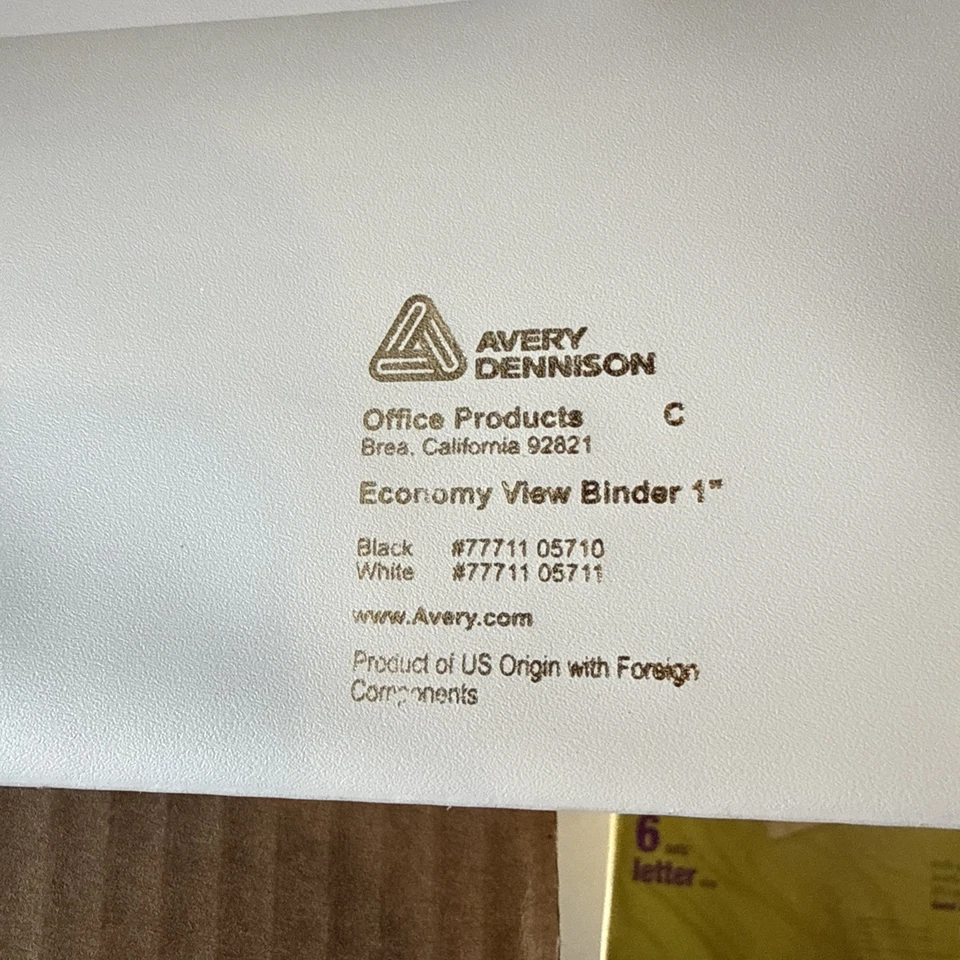 AVERY
DENNISON
Office Products C
Brea, California 92821
Economy View Binder 1"
Black #77711 05710
White #77711 05711
www.Avery.com
Product of US Origin with Foreign
Components
6
letter